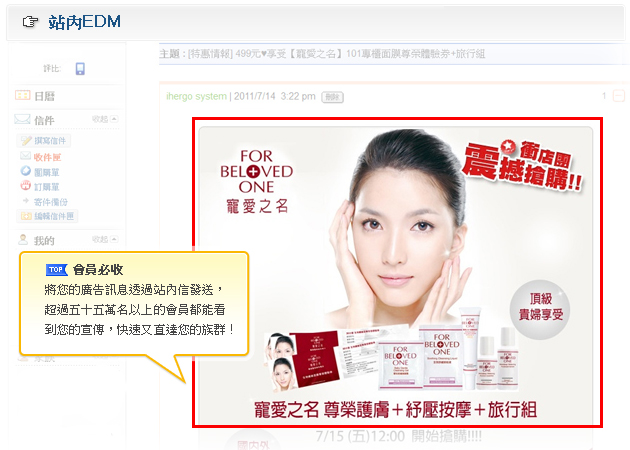 站內EDM
主題 : [特惠情報] 499元♥享受【寵愛之名】101專櫃面膜尊榮體驗券+旅行組
評比:
ihergo system | 2011/7/14 3:22 pm 刪除
1
日曆
信件 收起
撰寫信件
收件匣
團購單
訂購單
寄件備份
編輯信件匣
我的 收起
FOR
BELOVED
ONE
寵愛之名
衝店團
震撼搶購!!
TOP 會員必收
將您的廣告訊息透過站內信發送，
超過五十五萬名以上的會員都能看
到您的宣傳，快速又直達您的族群！
頂級
貴婦享受
FOR
BELOVED
ONE
FOR
BELOVED
ONE
寵愛之名 尊榮護膚＋紓壓按摩＋旅行組
7/15 (五)12:00 開始搶購!!!!
國內外